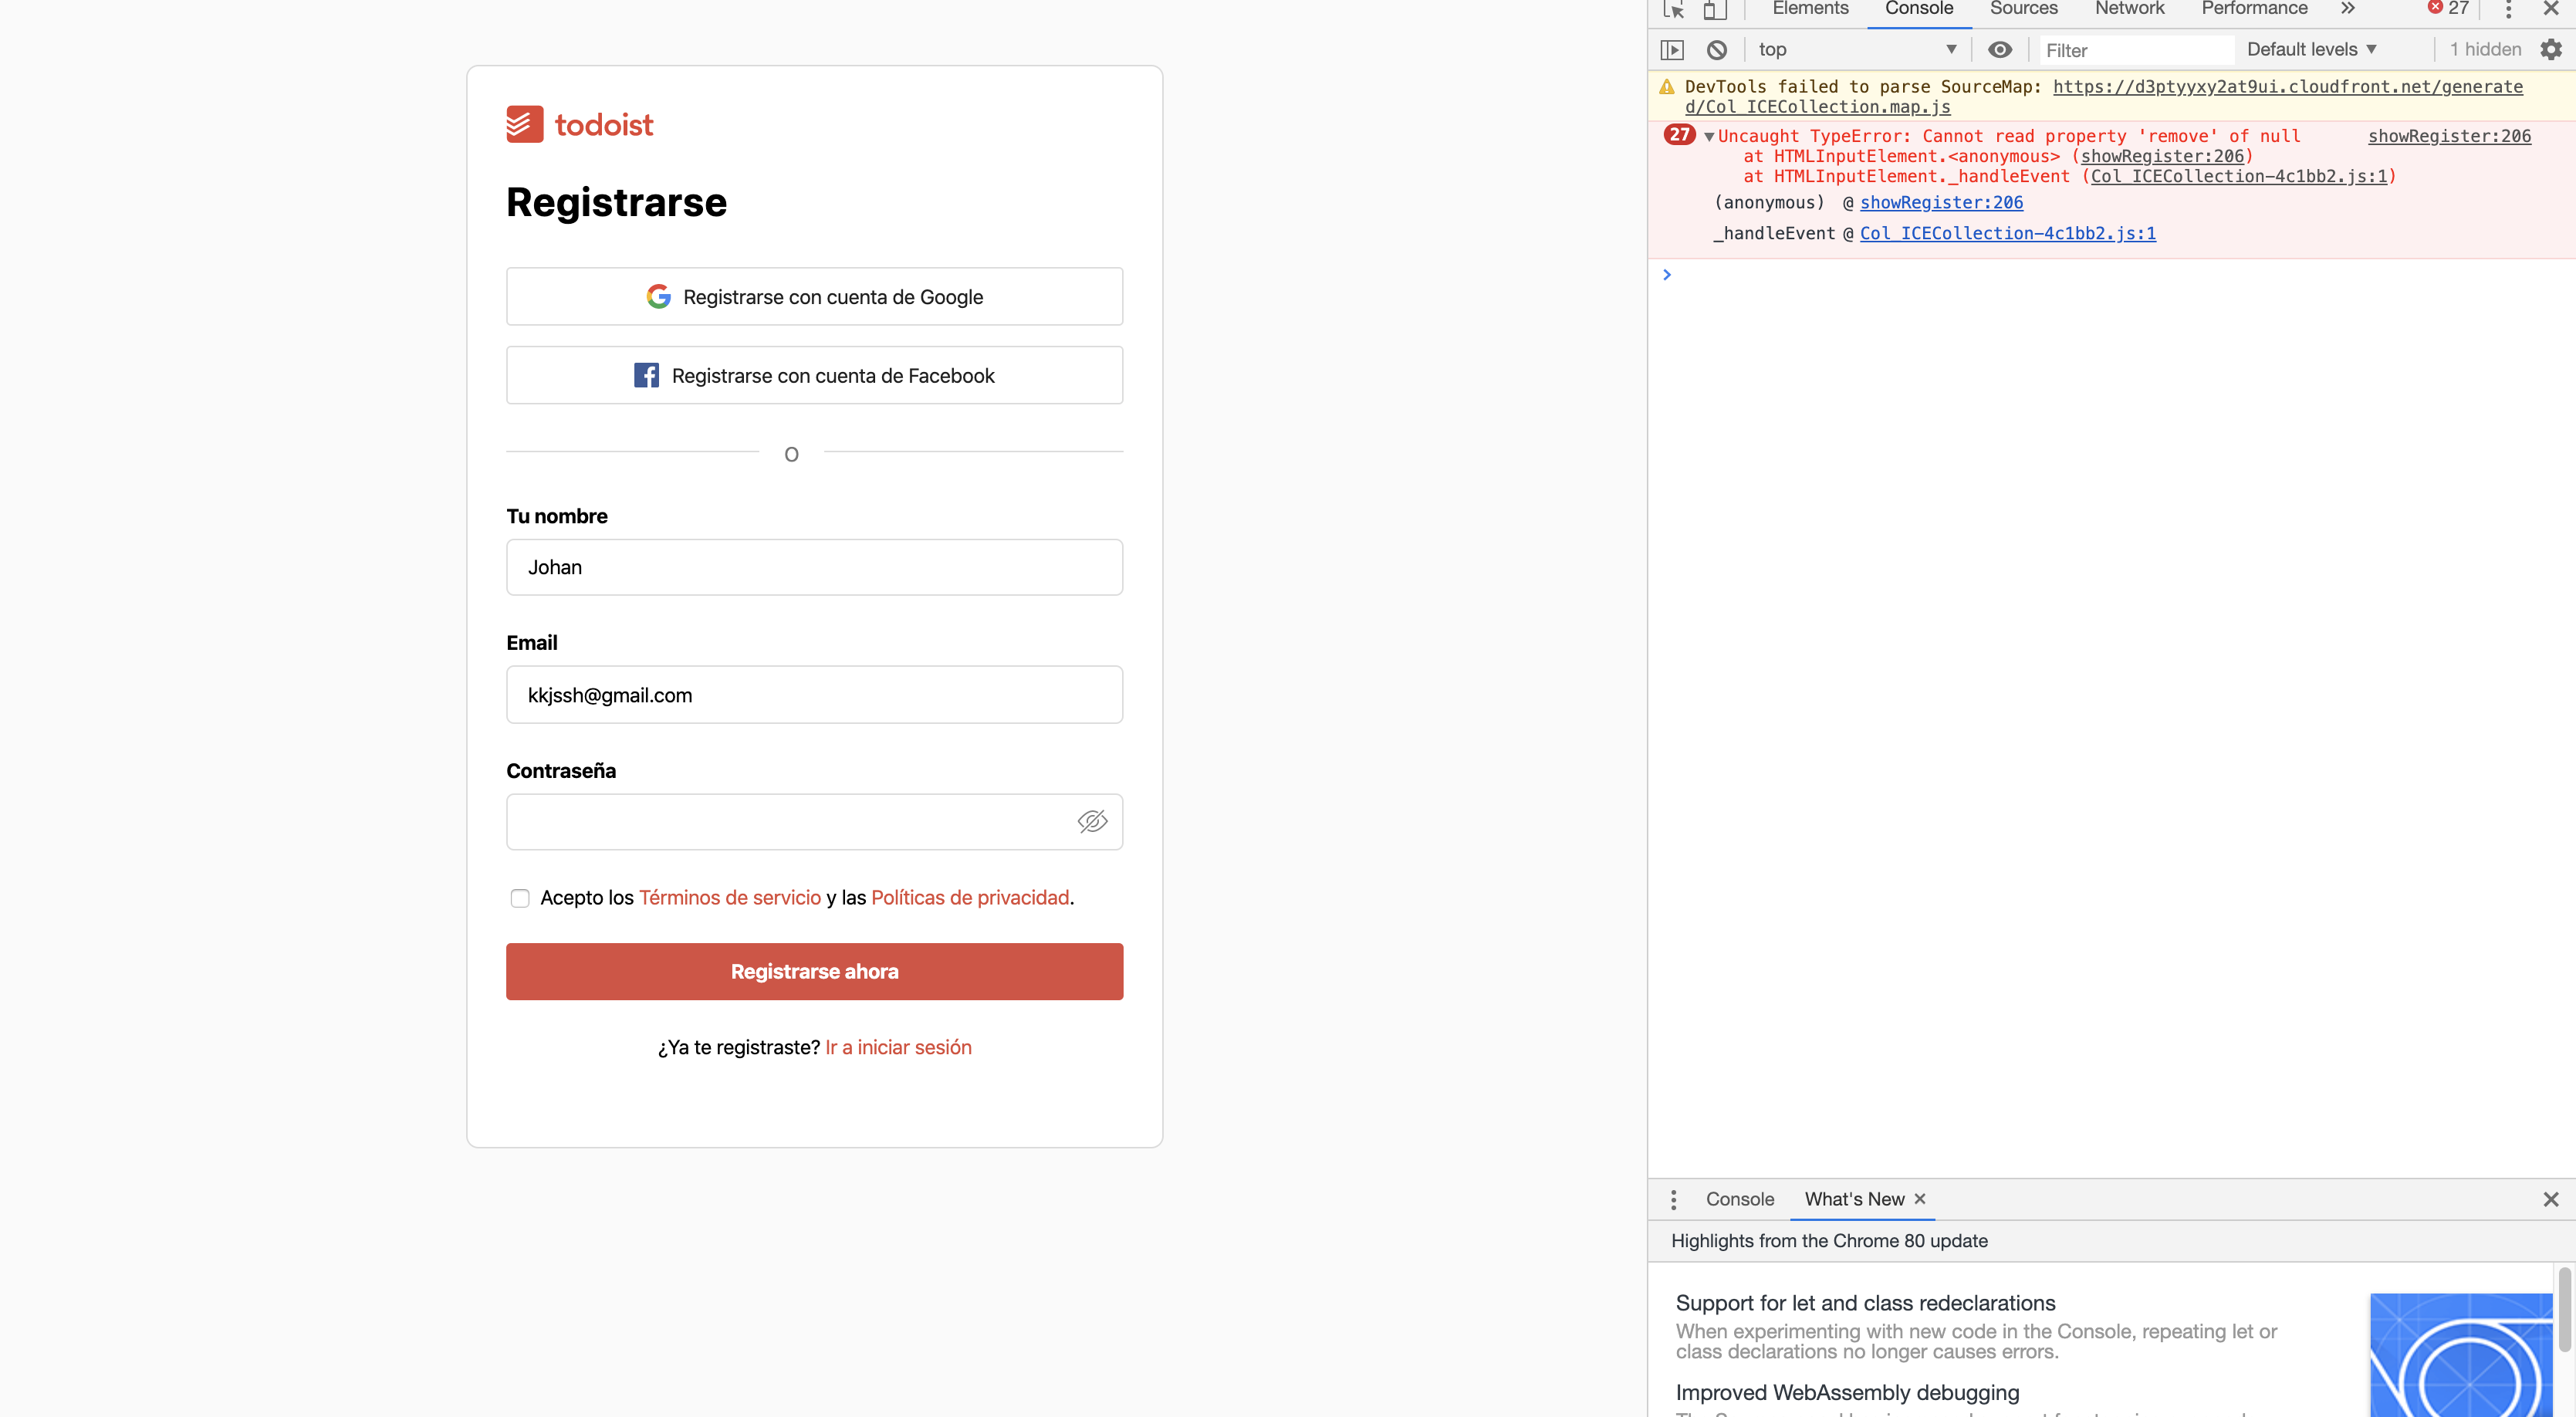 todoist
Registrarse
Registrarse con cuenta de Google
Registrarse con cuenta de Facebook
O
Tu nombre
Johan
Email
kkjssh@gmail.com
Contraseña
Acepto los Términos de servicio y las Políticas de privacidad.
Registrarse ahora
¿Ya te registraste? Ir a iniciar sesión
Elements Console Sources Network Performance » 27
top Filter Default levels 1 hidden
DevTools failed to parse SourceMap: https://d3ptyyxy2at9ui.cloudfront.net/generate
d/Col_ICECollection.map.js
27 Uncaught TypeError: Cannot read property 'remove' of null showRegister:206
at HTMLInputElement.<anonymous> (showRegister:206)
at HTMLInputElement._handleEvent (Col_ICECollection-4c1bb2.js:1)
(anonymous) @ showRegister:206
_handleEvent @ Col_ICECollection-4c1bb2.js:1
Console What's New
Highlights from the Chrome 80 update
Support for let and class redeclarations
When experimenting with new code in the Console, repeating let or
class declarations no longer causes errors.
Improved WebAssembly debugging